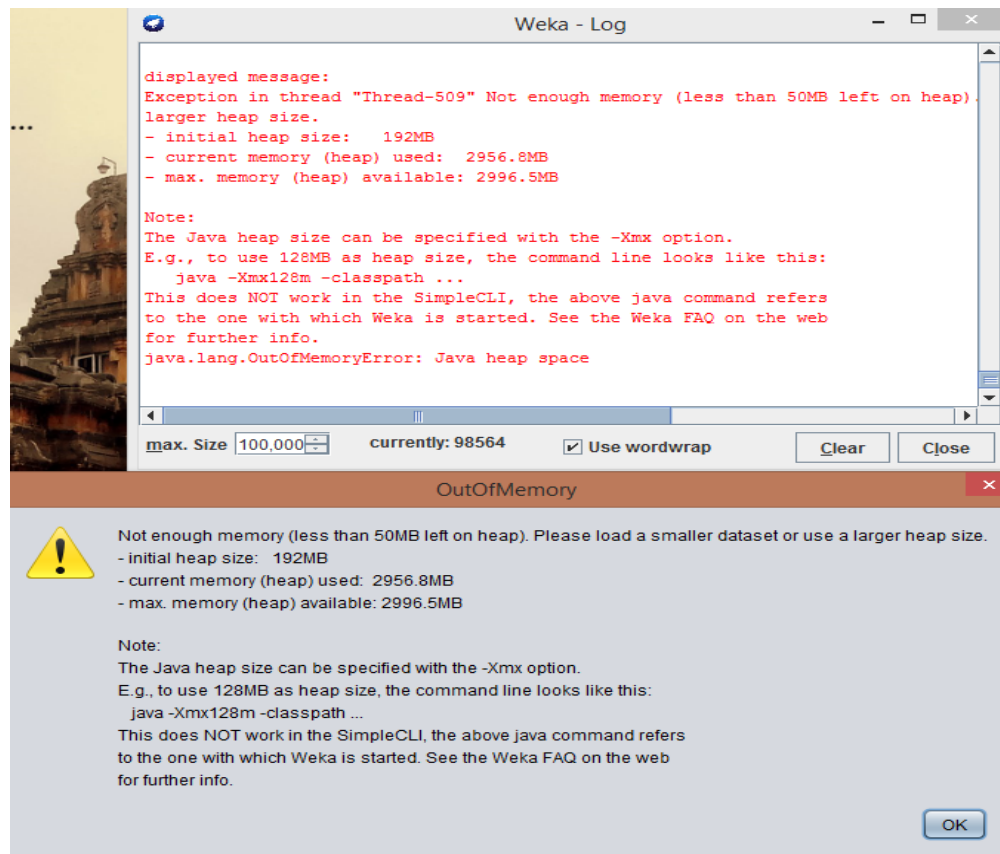 ...
Weka - Log
displayed message:
Exception in thread "Thread-509" Not enough memory (less than 50MB left on heap).
larger heap size.
- initial heap size:   192MB
- current memory (heap) used:  2956.8MB
- max. memory (heap) available: 2996.5MB
Note:
The Java heap size can be specified with the -Xmx option.
E.g., to use 128MB as heap size, the command line looks like this:
   java -Xmx128m -classpath ...
This does NOT work in the SimpleCLI, the above java command refers
to the one with which Weka is started. See the Weka FAQ on the web
for further info.
java.lang.OutOfMemoryError: Java heap space
max. Size 100,000 currently: 98564 Use wordwrap Clear Close
OutOfMemory
Not enough memory (less than 50MB left on heap). Please load a smaller dataset or use a larger heap size.
- initial heap size:   192MB
- current memory (heap) used:  2956.8MB
- max. memory (heap) available: 2996.5MB
Note:
The Java heap size can be specified with the -Xmx option.
E.g., to use 128MB as heap size, the command line looks like this:
   java -Xmx128m -classpath ...
This does NOT work in the SimpleCLI, the above java command refers
to the one with which Weka is started. See the Weka FAQ on the web
for further info.
OK